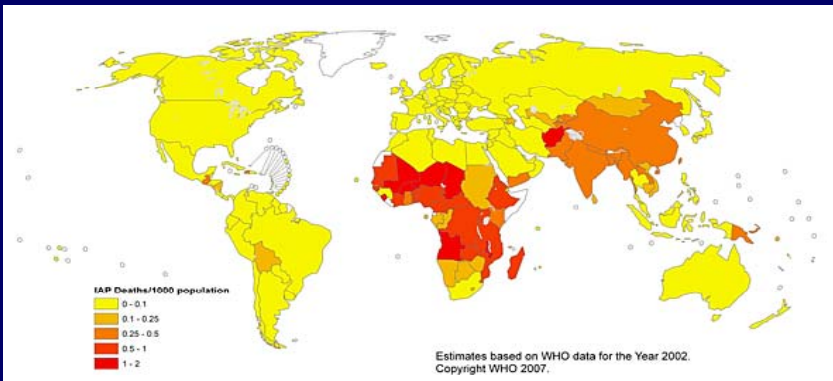 IAP Deaths/1000 population
0 - 0.1
0.1 - 0.25
0.25 - 0.5
0.5 - 1
1 - 2
Estimates based on WHO data for the Year 2002.
Copyright WHO 2007.